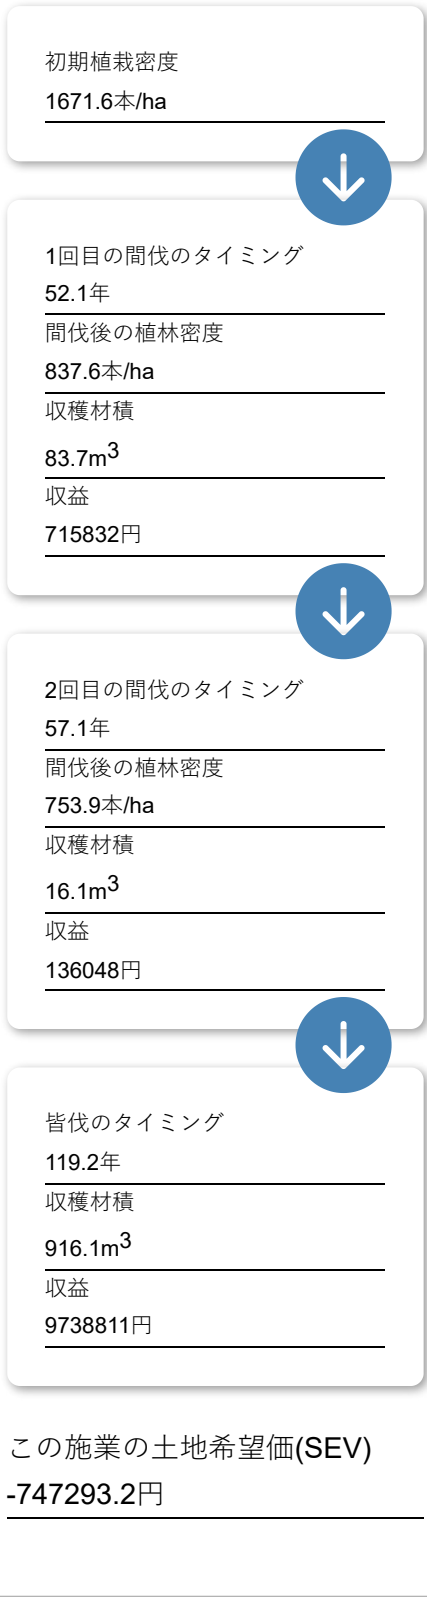 初期植栽密度
1671.6本/ha
1回目の間伐のタイミング
52.1年
間伐後の植林密度
837.6本/ha
収穫材積
83.7m3
収益
715832円
2回目の間伐のタイミング
57.1年
間伐後の植林密度
753.9本/ha
収穫材積
16.1m3
収益
136048円
皆伐のタイミング
119.2年
収穫材積
916.1m3
収益
9738811円
この施業の土地希望価(SEV)
-747293.2円